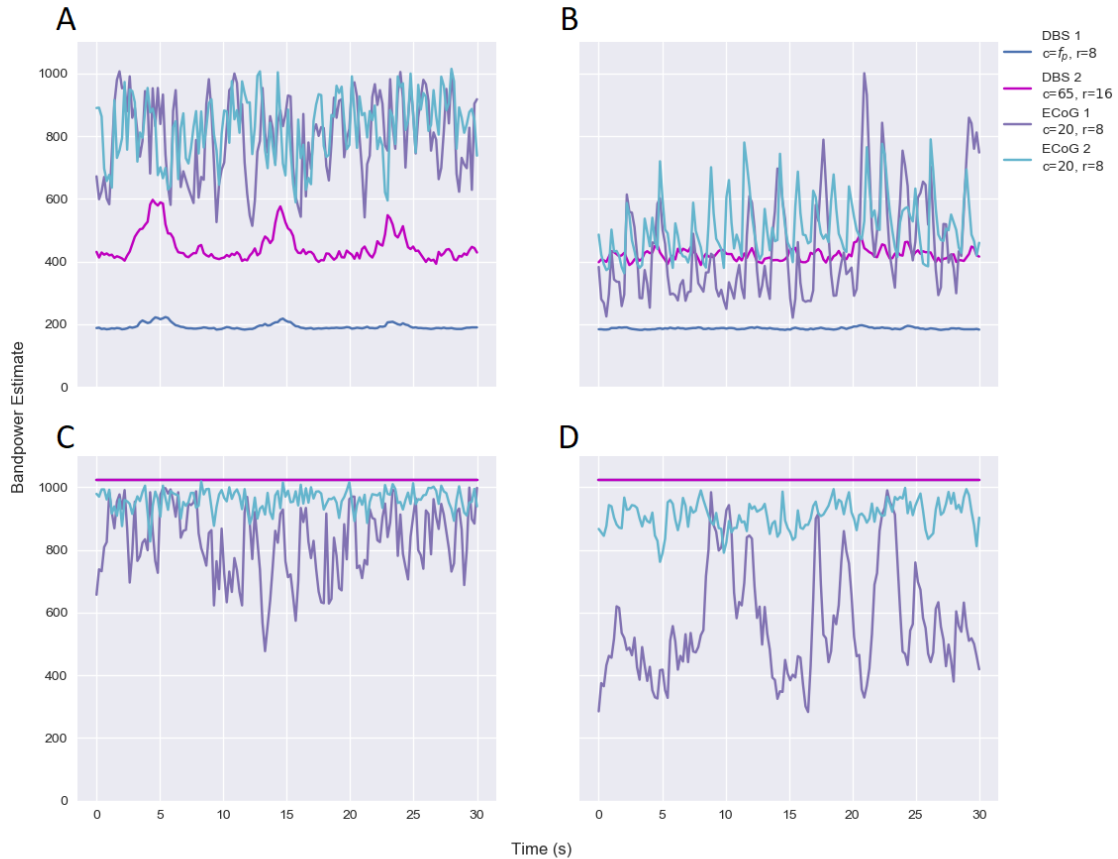 A
B
DBS 1
c=fp, r=8
DBS 2
c=65, r=16
ECoG 1
c=20, r=8
ECoG 2
c=20, r=8
1000
800
600
400
200
0
Bandpower Estimate
C
D
1000
800
600
400
200
0
0 5 10 15 20 25 30
0 5 10 15 20 25 30
Time (s)